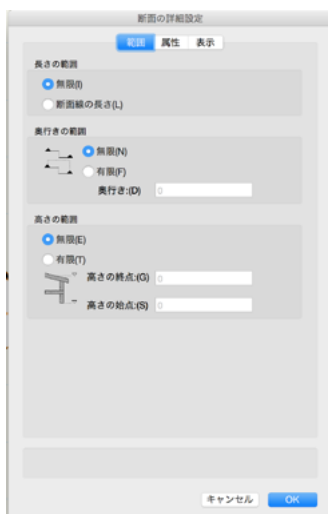 断面の詳細設定
範囲 属性 表示
長さの範囲
無限(I)
断面線の長さ(L)
奥行きの範囲
無限(N)
有限(F)
奥行き:(D) 0
高さの範囲
無限(E)
有限(T)
高さの終点:(G) 0
高さの始点:(S) 0
キャンセル OK